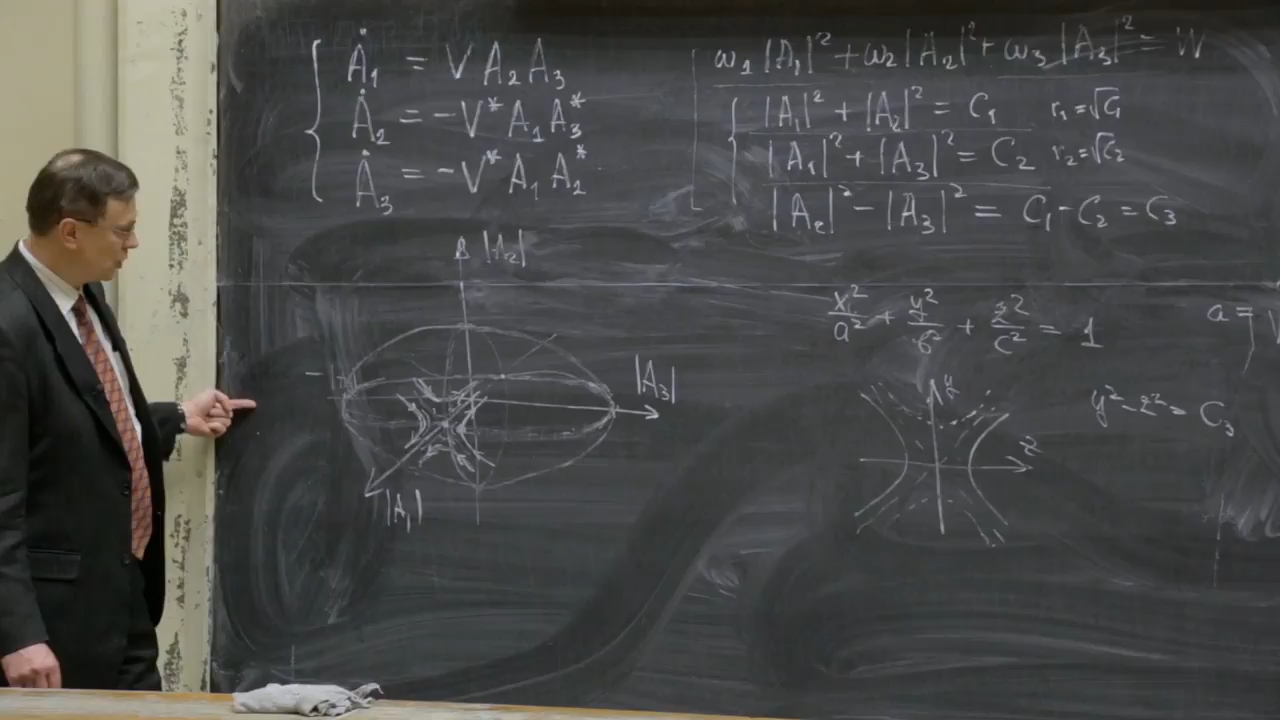 Ȧ₁ = V A₂ A₃
Ȧ₂ = -V* A₁ A₃*
Ȧ₃ = -V* A₁ A₂*
ω₁ |A₁|² + ω₂ |A₂|² + ω₃ |A₃|² = W
|A₁|² + |A₂|² = C₁ r₁ = √C₁
|A₁|² + |A₃|² = C₂ r₂ = √C₂
|A₂|² - |A₃|² = C₁ - C₂ = C₃
|A₂|
|A₃|
|A₁|
x²/a² + y²/b² + z²/c² = 1
a =
y
z
y² - z² = C₃